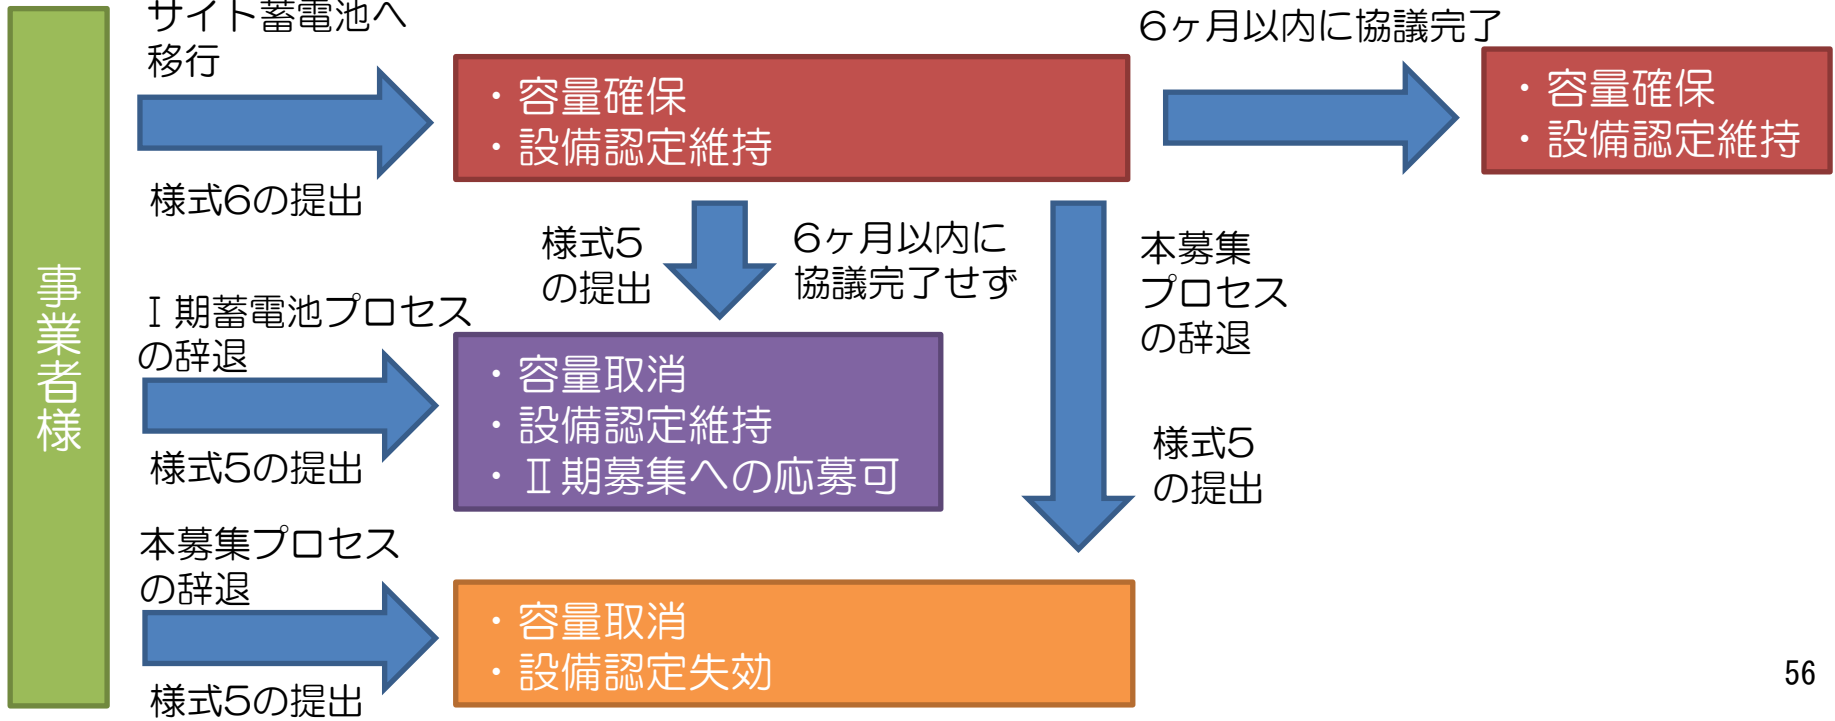 事業者様
サイト蓄電池へ
移行
様式6の提出
・容量確保
・設備認定維持
6ヶ月以内に協議完了
・容量確保
・設備認定維持
様式5
の提出
6ヶ月以内に
協議完了せず
本募集
プロセス
の辞退
様式5
の提出
Ⅰ期蓄電池プロセス
の辞退
様式5の提出
・容量取消
・設備認定維持
・Ⅱ期募集への応募可
本募集プロセス
の辞退
様式5の提出
・容量取消
・設備認定失効
56